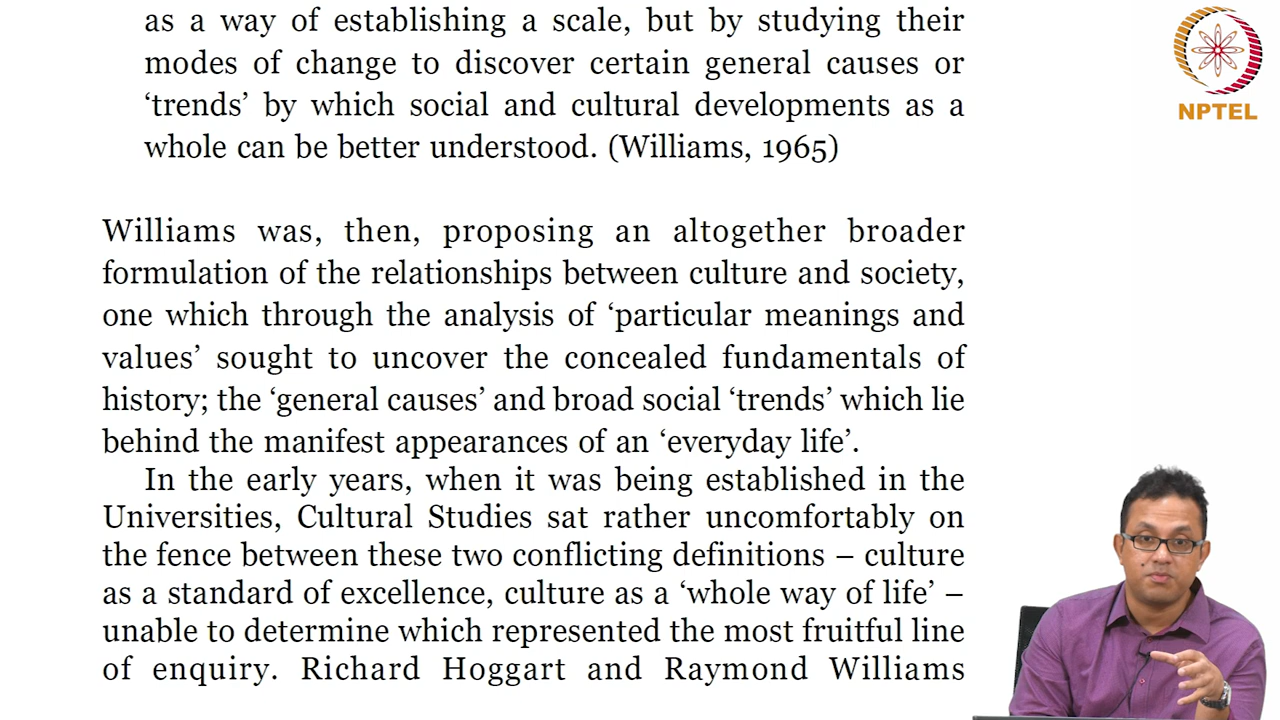 as a way of establishing a scale, but by studying their
modes of change to discover certain general causes or
‘trends’ by which social and cultural developments as a
whole can be better understood. (Williams, 1965)
Williams was, then, proposing an altogether broader
formulation of the relationships between culture and society,
one which through the analysis of ‘particular meanings and
values’ sought to uncover the concealed fundamentals of
history; the ‘general causes’ and broad social ‘trends’ which lie
behind the manifest appearances of an ‘everyday life’.
In the early years, when it was being established in the
Universities, Cultural Studies sat rather uncomfortably on
the fence between these two conflicting definitions – culture
as a standard of excellence, culture as a ‘whole way of life’ –
unable to determine which represented the most fruitful line
of enquiry. Richard Hoggart and Raymond Williams
NPTEL